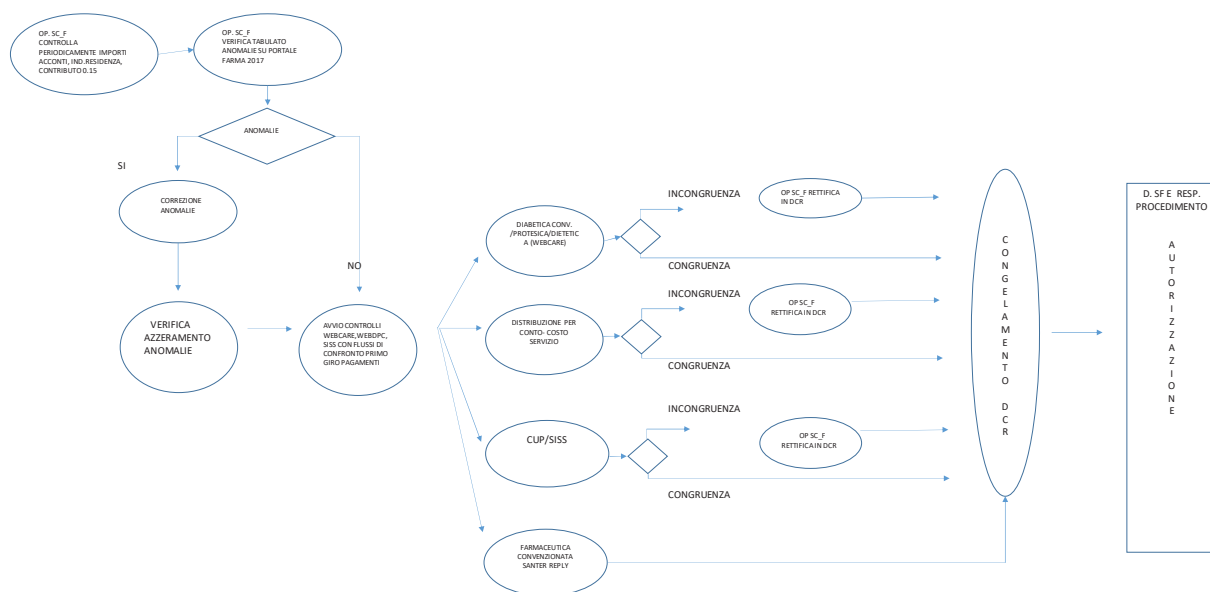 OP. SC_F
CONTROLLA
PERIODICAMENTE IMPORTI
ACCONTI, IND.RESIDENZA,
CONTRIBUTO 0.15
OP. SC_F
VERIFICA TABULATO
ANOMALIE SU PORTALE
FARMA 2017
ANOMALIE
SI
CORREZIONE
ANOMALIE
NO
VERIFICA
AZZERAMENTO
ANOMALIE
AVVIO CONTROLLI
WEBCARE,WEBDPC,
SISS CON FLUSSI DI
CONFRONTO PRIMO
GIRO PAGAMENTI
DIABETICA CONV.
/PROTESICA/DIETETIC
A (WEBCARE)
INCONGRUENZA
OP SC_F RETTIFICA
IN DCR
CONGRUENZA
DISTRIBUZIONE PER
CONTO- COSTO
SERVIZIO
INCONGRUENZA
OP SC_F
RETTIFICA IN DCR
CONGRUENZA
CUP/SISS
INCONGRUENZA
OP SC_F
RETTIFICA IN DCR
CONGRUENZA
FARMACEUTICA
CONVENZIONATA
SANTER REPLY
CONGELAMENTO DCR
D. SF E RESP.
PROCEDIMENTO
AUTORIZZAZIONE